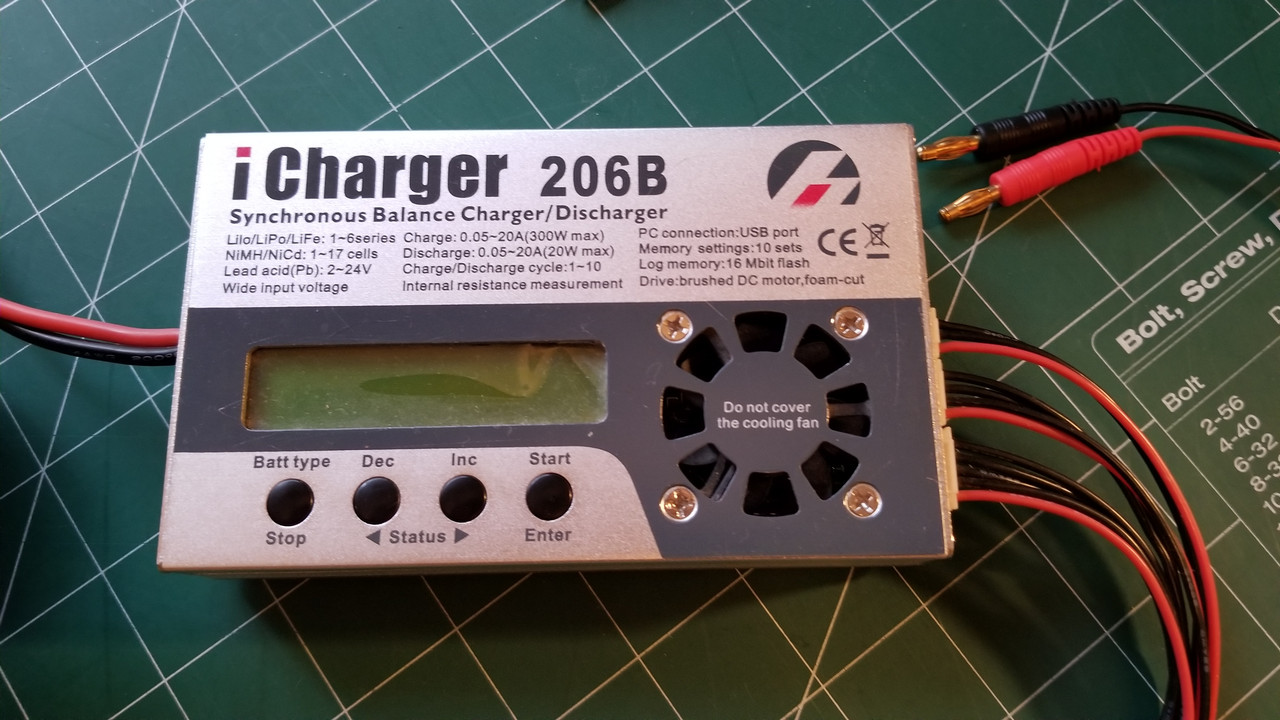 iCharger 206B
Synchronous Balance Charger/Discharger
LiIo/LiPo/LiFe: 1~6series
NiMH/NiCd: 1~17 cells
Lead acid(Pb): 2~24V
Wide input voltage
Charge: 0.05~20A(300W max)
Discharge: 0.05~20A(20W max)
Charge/Discharge cycle:1~10
Internal resistance measurement
PC connection:USB port
Memory settings:10 sets
Log memory:16 Mbit flash
Drive:brushed DC motor,foam-cut
CE
Do not cover
the cooling fan
Batt type
Dec
Inc
Start
Stop
◀ Status ▶
Enter
Bolt, Screw,
Bolt
2-56
4-40
6-32